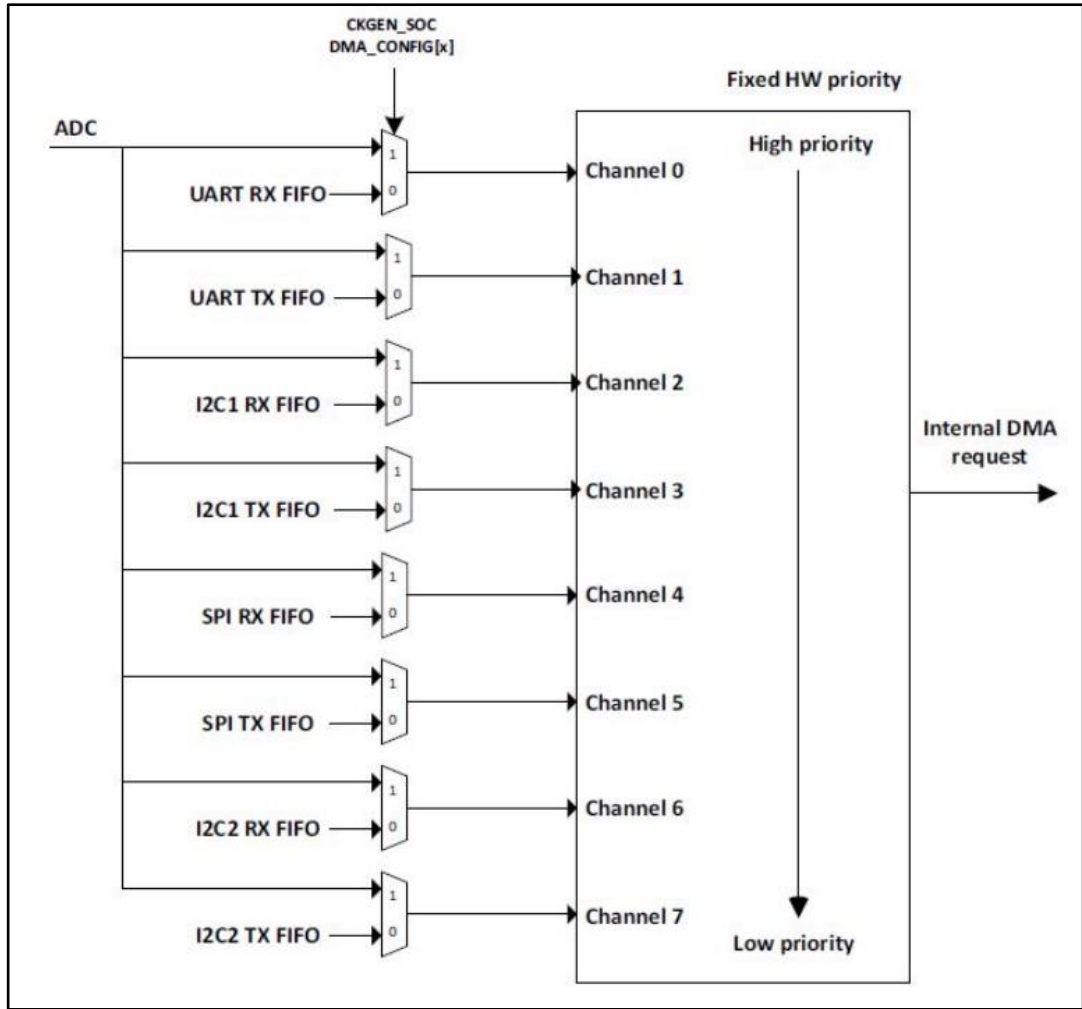 CKGEN_SOC
DMA_CONFIG[x]
Fixed HW priority
ADC
High priority
1
Channel 0
UART RX FIFO
0
1
Channel 1
UART TX FIFO
0
1
Channel 2
I2C1 RX FIFO
0
Internal DMA
request
1
Channel 3
I2C1 TX FIFO
0
1
Channel 4
SPI RX FIFO
0
1
Channel 5
SPI TX FIFO
0
1
Channel 6
I2C2 RX FIFO
0
1
Channel 7
I2C2 TX FIFO
0
Low priority